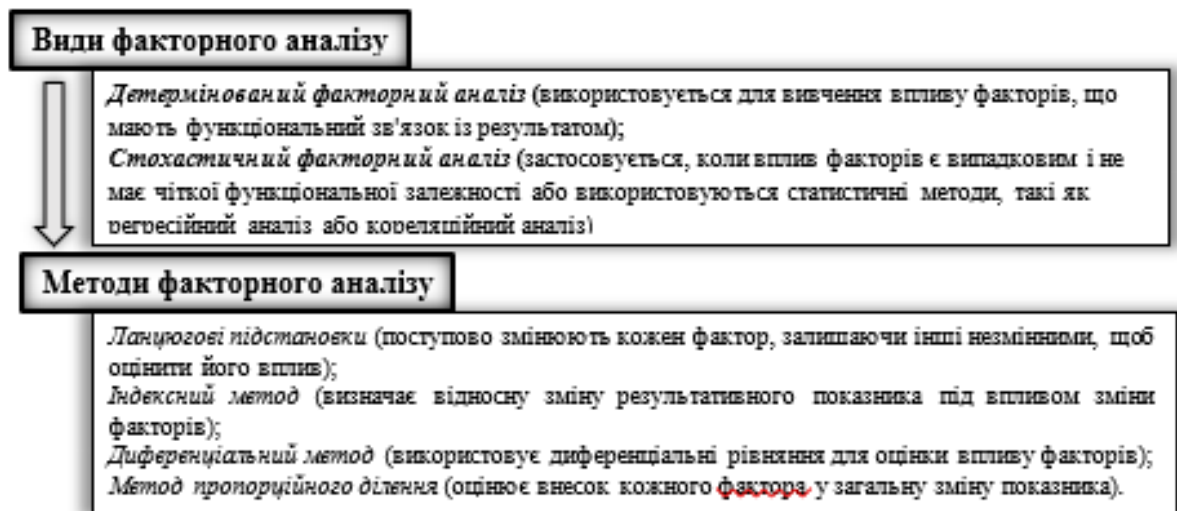 Види факторного аналізу
Детермінований факторний аналіз (використовується для вивчення впливу факторів, що
мають функціональний зв'язок із результатом);
Стохастичний факторний аналіз (застосовується, коли вплив факторів є випадковим і не
має чіткої функціональної залежності або використовуються статистичні методи, такі як
регресійний аналіз або кореляційний аналіз)
Методи факторного аналізу
Ланцюгові підстановки (поступово змінюють кожен фактор, залишаючи інші незмінними, щоб
оцінити його вплив);
Індексний метод (визначає відносну зміну результативного показника під впливом зміни
факторів);
Диференціальний метод (використовує диференціальні рівняння для оцінки впливу факторів);
Метод пропорційного ділення (оцінює внесок кожного фактора у загальну зміну показника).